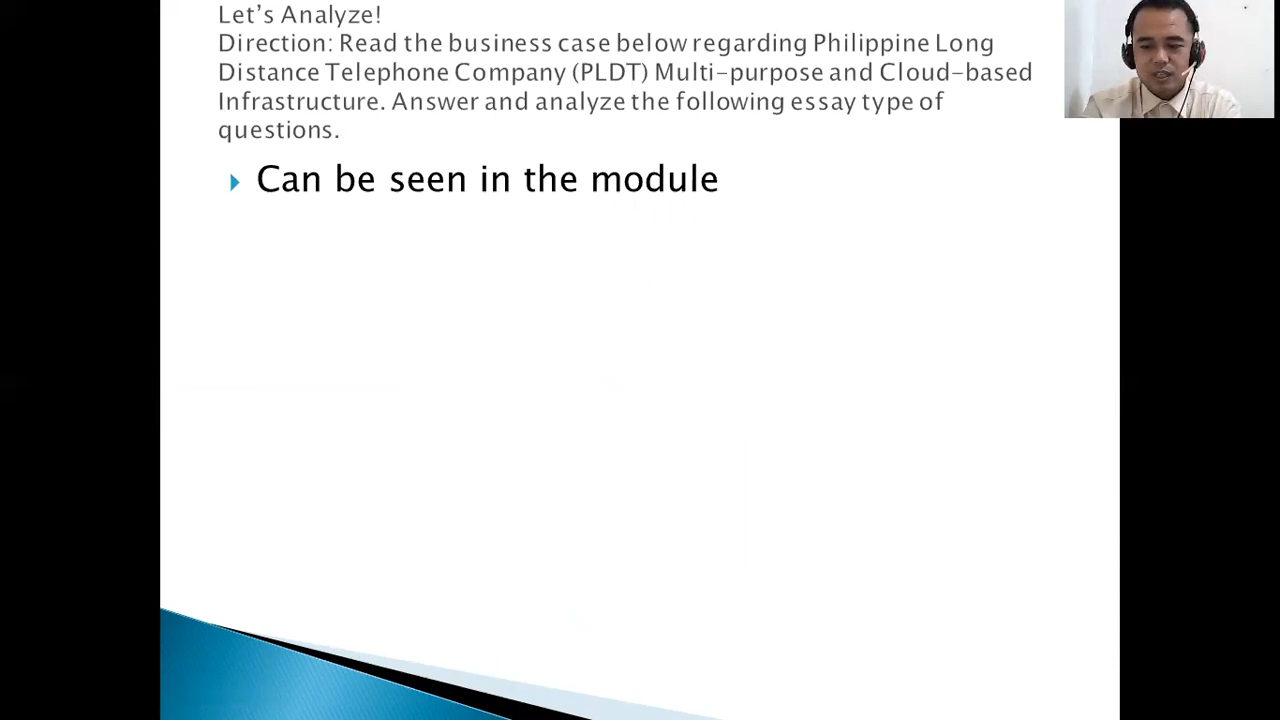 Let’s Analyze!
Direction: Read the business case below regarding Philippine Long
Distance Telephone Company (PLDT) Multi-purpose and Cloud-based
Infrastructure. Answer and analyze the following essay type of
questions.
Can be seen in the module